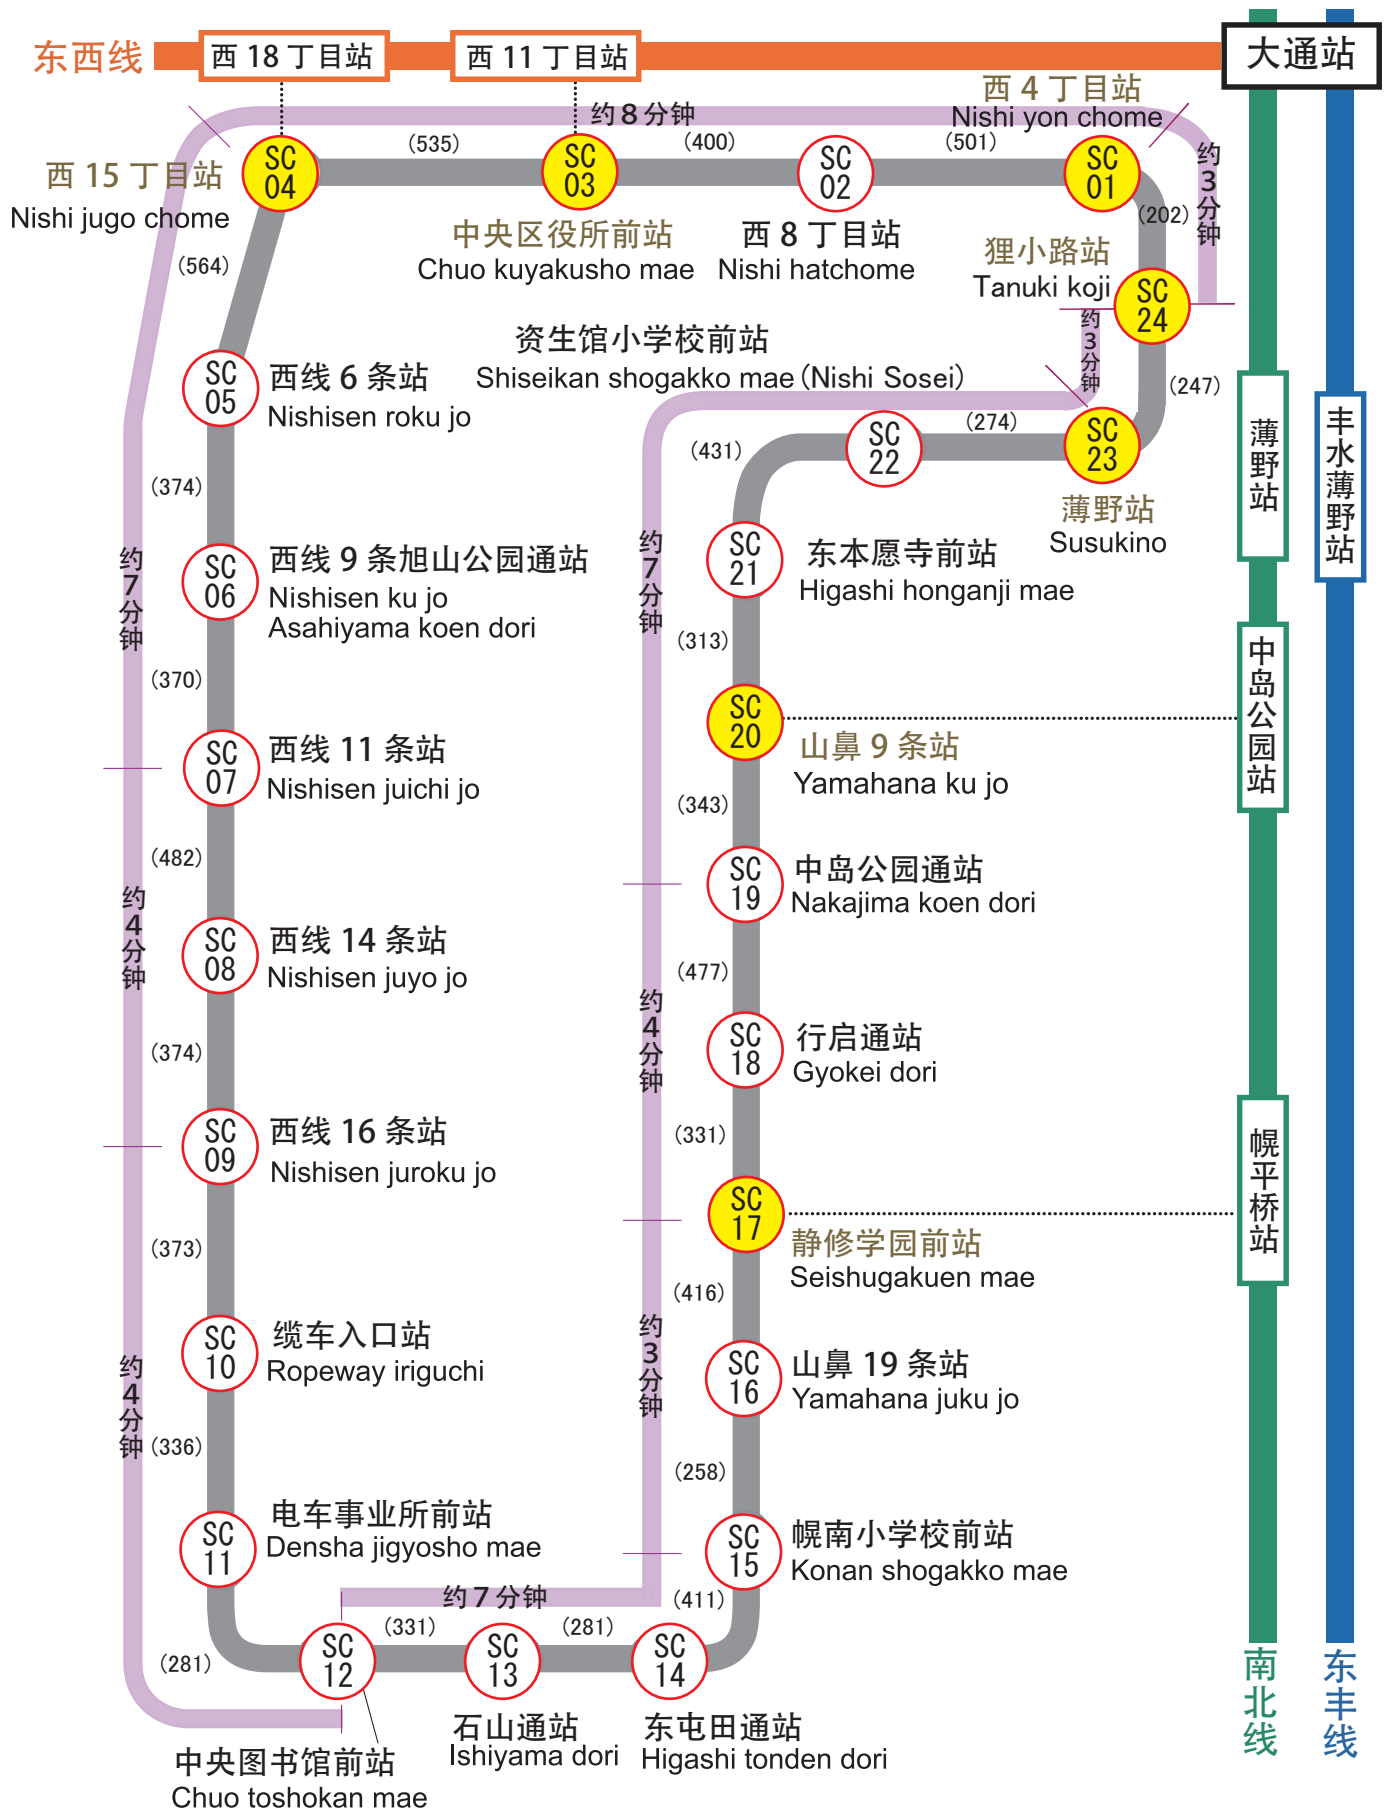 东西线
西 18 丁目站
西 11 丁目站
大通站
西 4 丁目站
Nishi yon chome
约8分钟
(535)
(400)
(501)
SC
04
SC
03
SC
02
SC
01
约3分钟
西 15 丁目站
Nishi jugo chome
中央区役所前站
Chuo kuyakusho mae
西 8 丁目站
Nishi hatchome
(202)
狸小路站
Tanuki koji
SC
24
(564)
约3分钟
资生馆小学校前站
Shiseikan shogakko mae (Nishi Sosei)
(247)
SC
05
西线 6 条站
Nishisen roku jo
(431)
SC
22
(274)
SC
23
薄野站
Susukino
薄野站
丰水薄野站
(374)
约7分钟
SC
06
西线 9 条旭山公园通站
Nishisen ku jo
Asahiyama koen dori
约7分钟
SC
21
东本愿寺前站
Higashi honganji mae
(370)
(313)
SC
20
山鼻 9 条站
Yamahana ku jo
中岛公园站
SC
07
西线 11 条站
Nishisen juichi jo
(343)
(482)
SC
19
中岛公园通站
Nakajima koen dori
约4分钟
SC
08
西线 14 条站
Nishisen juyo jo
(477)
约4分钟
SC
18
行启通站
Gyokei dori
(374)
SC
09
西线 16 条站
Nishisen juroku jo
(331)
SC
17
静修学园前站
Seishugakuen mae
幌平桥站
(373)
(416)
SC
10
缆车入口站
Ropeway iriguchi
约3分钟
SC
16
山鼻 19 条站
Yamahana juku jo
约4分钟
(336)
(258)
SC
11
电车事业所前站
Densha jigyosho mae
SC
15
幌南小学校前站
Konan shogakko mae
约7分钟
(411)
(281)
(331)
(281)
SC
12
SC
13
SC
14
中央图书馆前站
Chuo toshokan mae
石山通站
Ishiyama dori
东屯田通站
Higashi tonden dori
南北线
东丰线